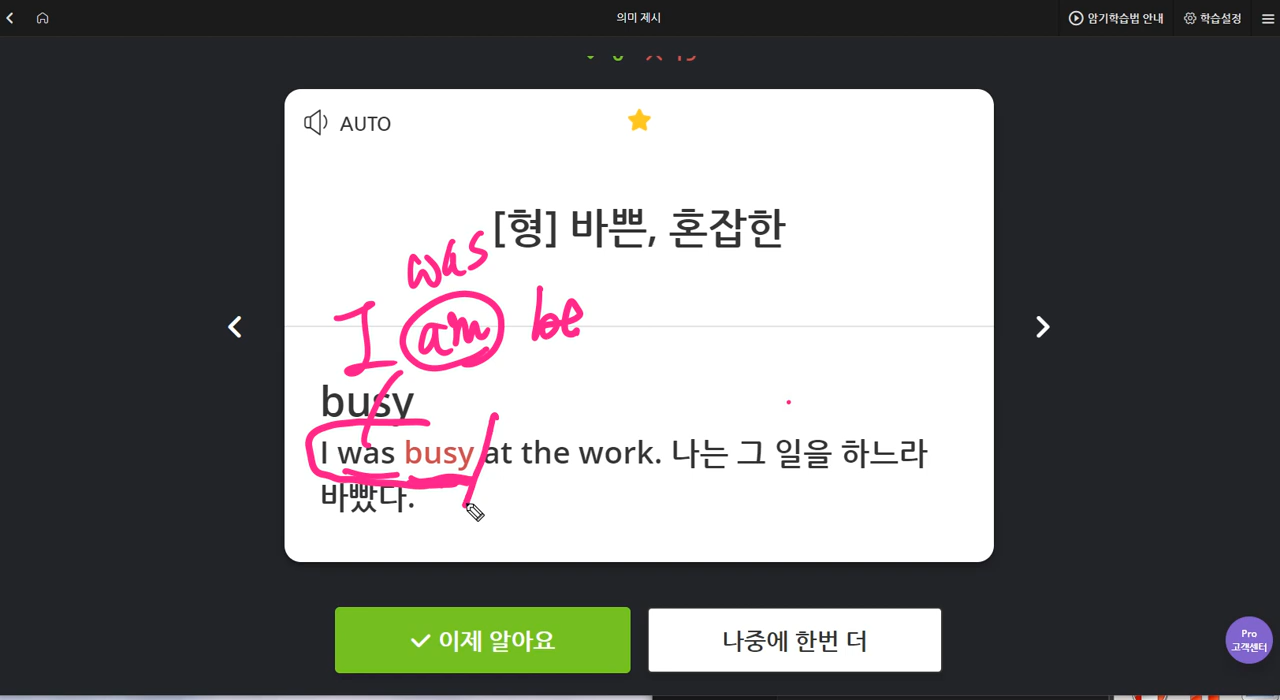 의미 제시
암기학습법 안내
학습설정
AUTO
[형] 바쁜, 혼잡한
was
I am be
busy
I was busy at the work. 나는 그 일을 하느라
바빴다.
이제 알아요
나중에 한번 더
Pro
고객센터